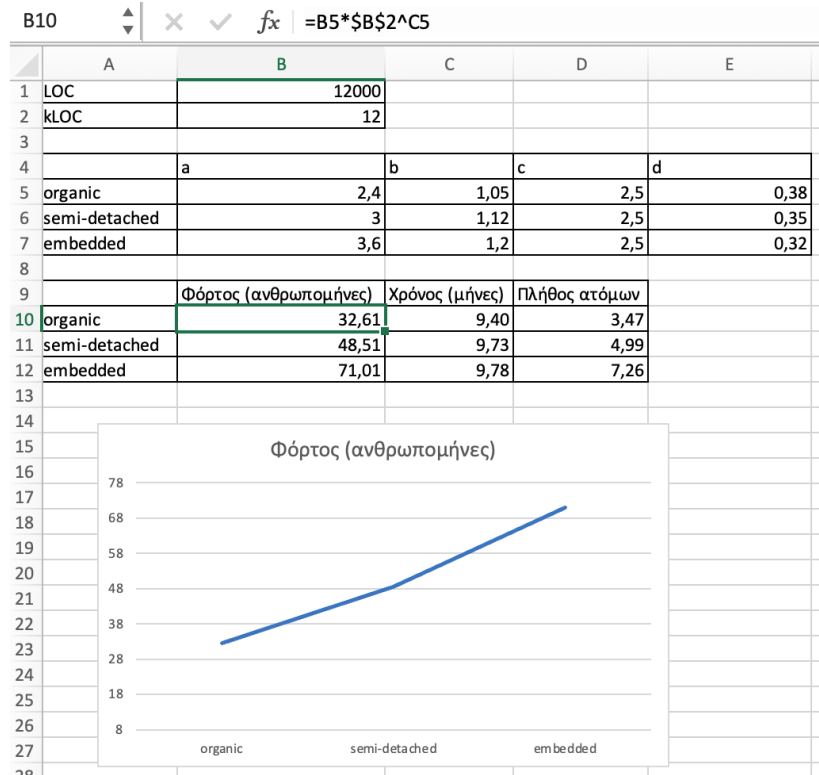 B10 fx =B5*$B$2^C5
A B C D E
1 LOC 12000
2 kLOC 12
3
4 a b c d
5 organic 2,4 1,05 2,5 0,38
6 semi-detached 3 1,12 2,5 0,35
7 embedded 3,6 1,2 2,5 0,32
8
9 Φόρτος (ανθρωπομήνες) Χρόνος (μήνες) Πλήθος ατόμων
10 organic 32,61 9,40 3,47
11 semi-detached 48,51 9,73 4,99
12 embedded 71,01 9,78 7,26
13
14
15 Φόρτος (ανθρωπομήνες)
16
78
17
18 68
19 58
20
48
21
22 38
23
28
24
25 18
26 8
27 organic semi-detached embedded
28